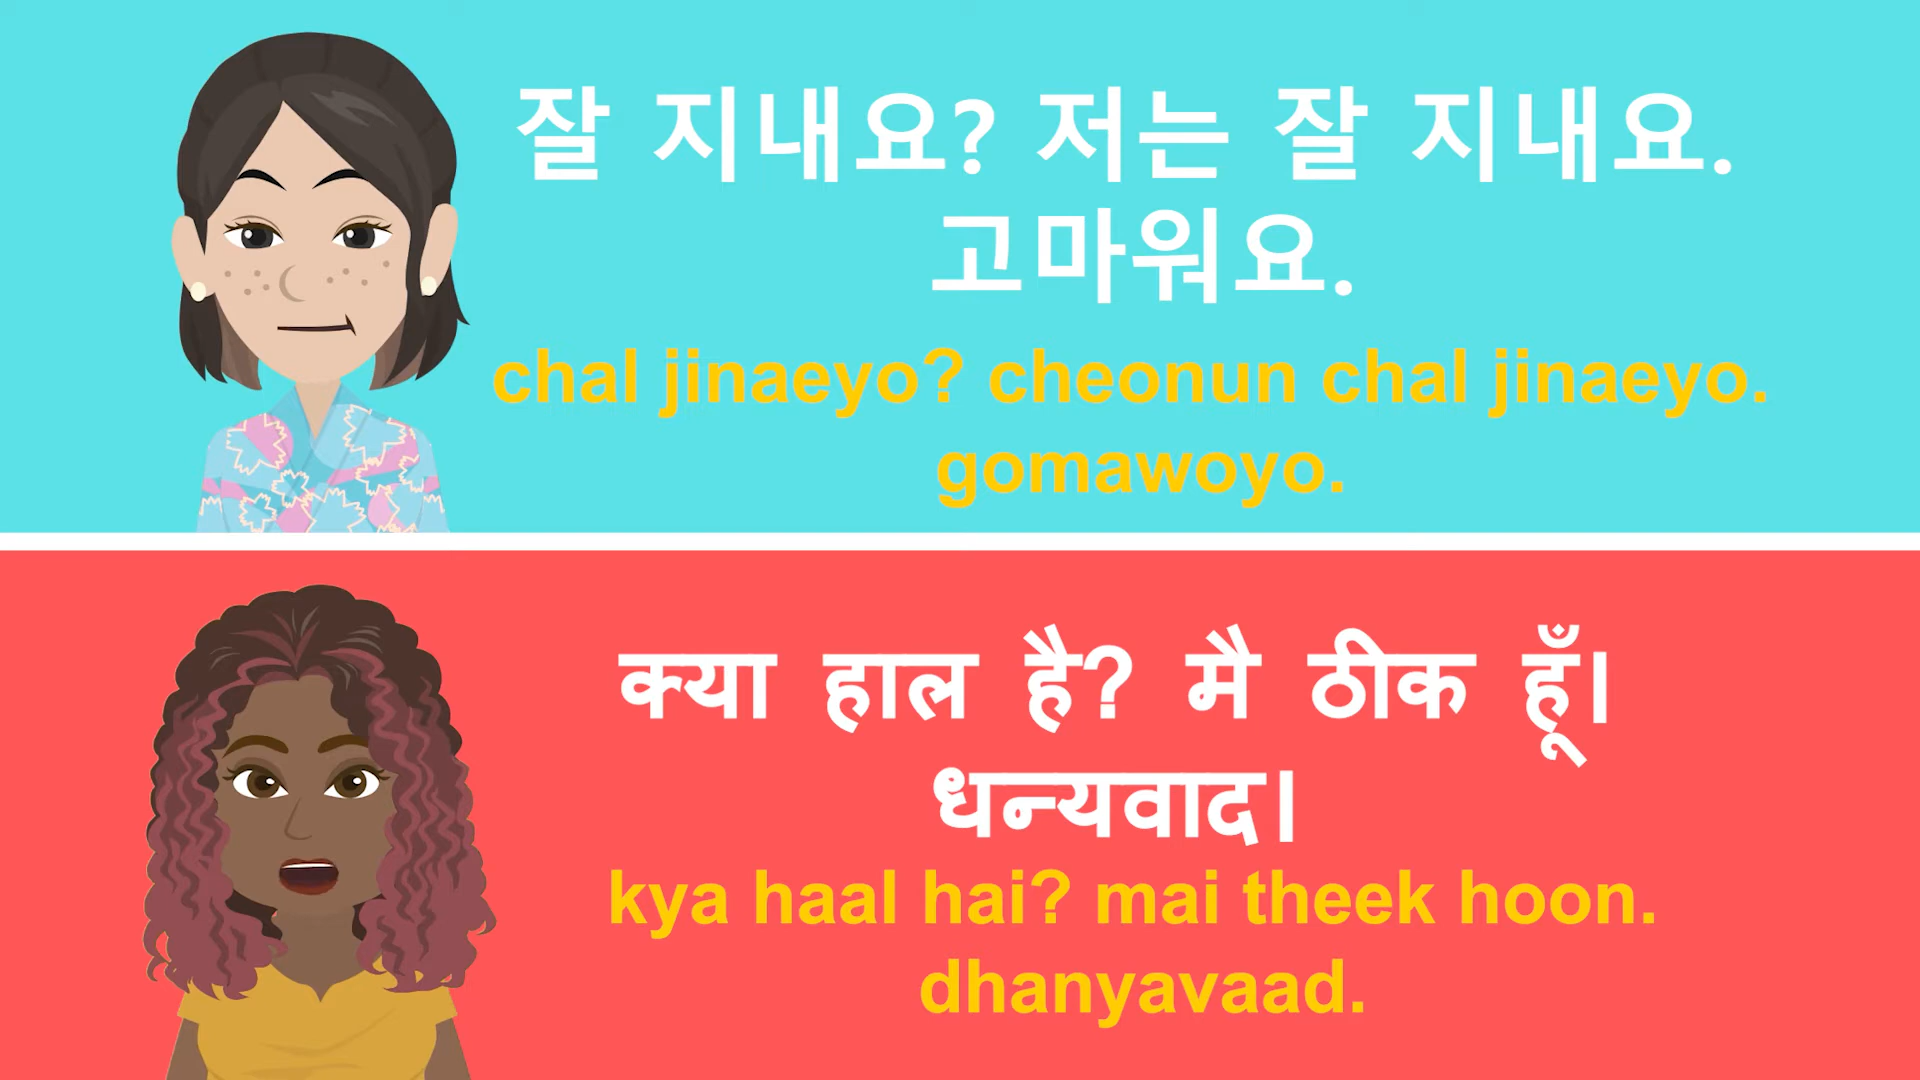 잘 지내요? 저는 잘 지내요.
고마워요.
chal jinaeyo? cheonun chal jinaeyo.
gomawoyo.
क्या हाल है? मै ठीक हूँ।
धन्यवाद।
kya haal hai? mai theek hoon.
dhanyavaad.